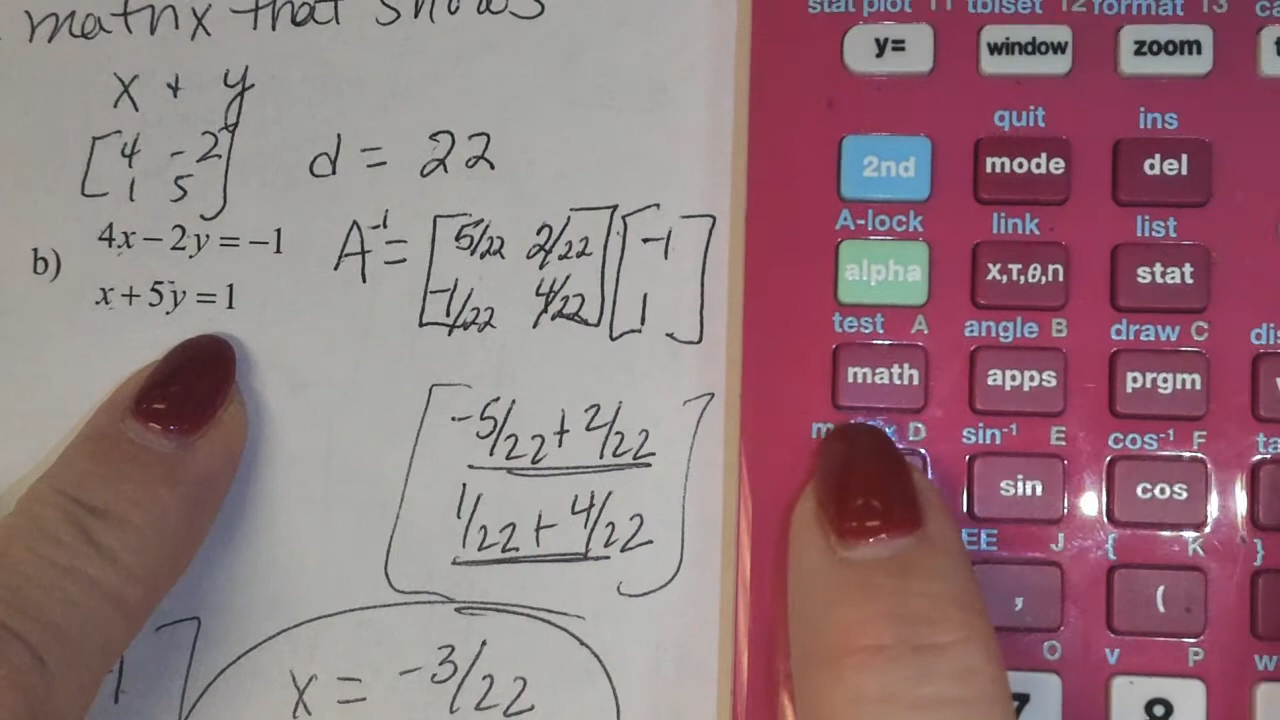 matrix that shows
x + y
[4 -2
1 5]
d = 22
b) 4x − 2y = −1
x + 5y = 1
A⁻¹ = [5/22 2/22
-1/22 4/22] [-1
1]
[-5/22 + 2/22
1/22 + 4/22]
x = -3/22
stat plot tblset format
y= window zoom
quit ins
2nd mode del
A-lock link list
alpha X,T,θ,n stat
test A angle B draw C
math apps prgm
D sin⁻¹ E cos⁻¹ F
sin cos
EE J { K }
, (
O v P w